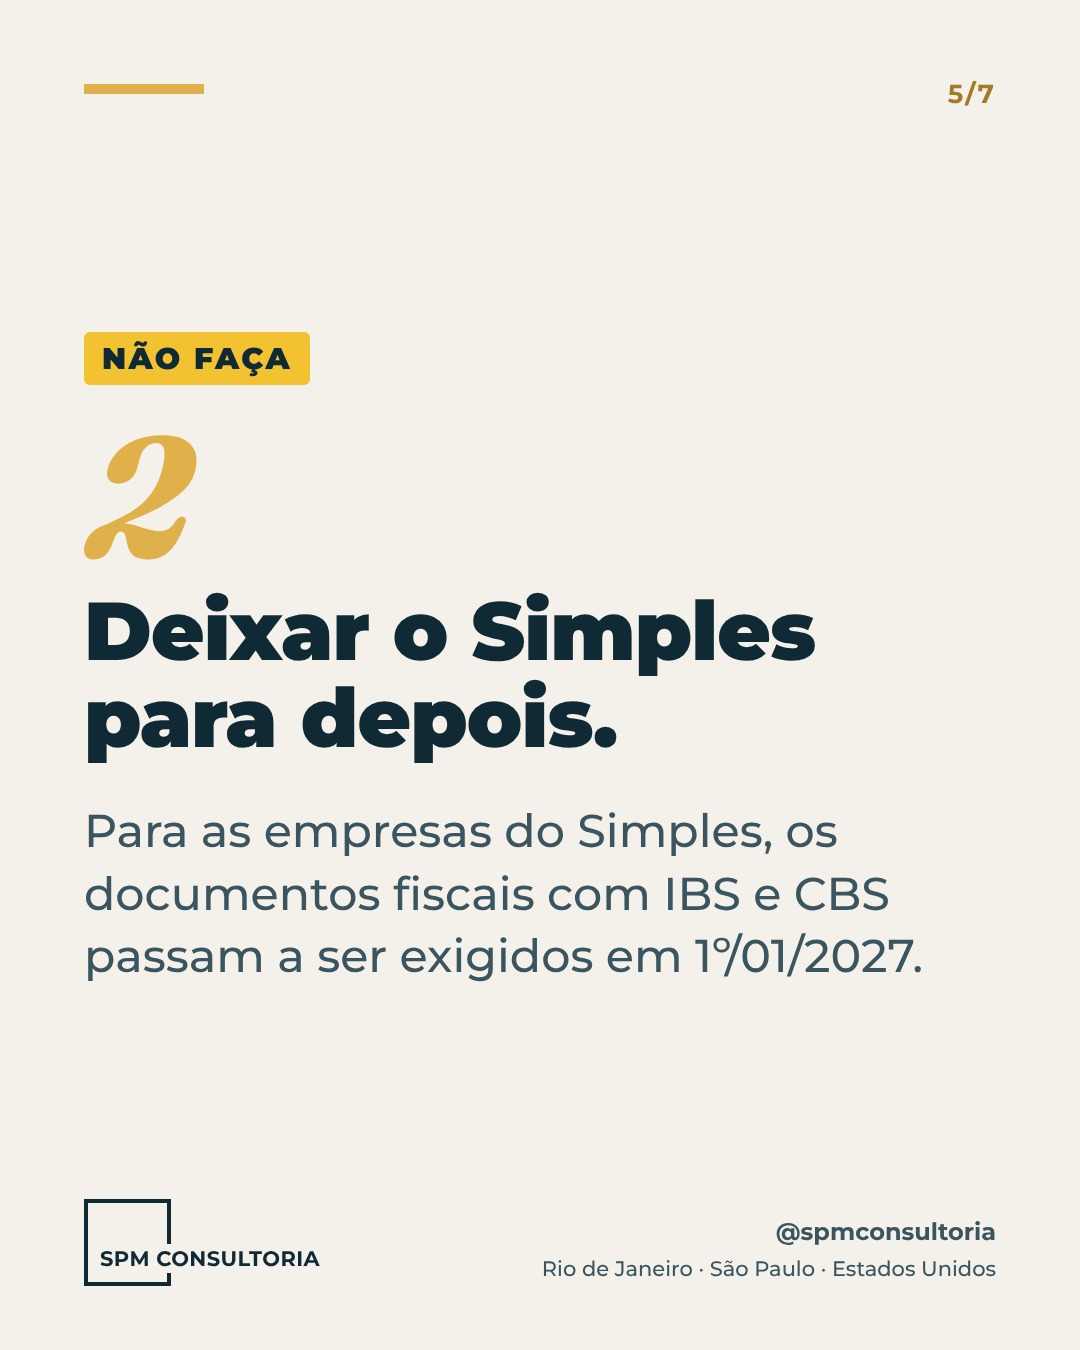 5/7
NÃO FAÇA
2
Deixar o Simples
para depois.
Para as empresas do Simples, os
documentos fiscais com IBS e CBS
passam a ser exigidos em 1º/01/2027.
SPM CONSULTORIA
@spmconsultoria
Rio de Janeiro · São Paulo · Estados Unidos